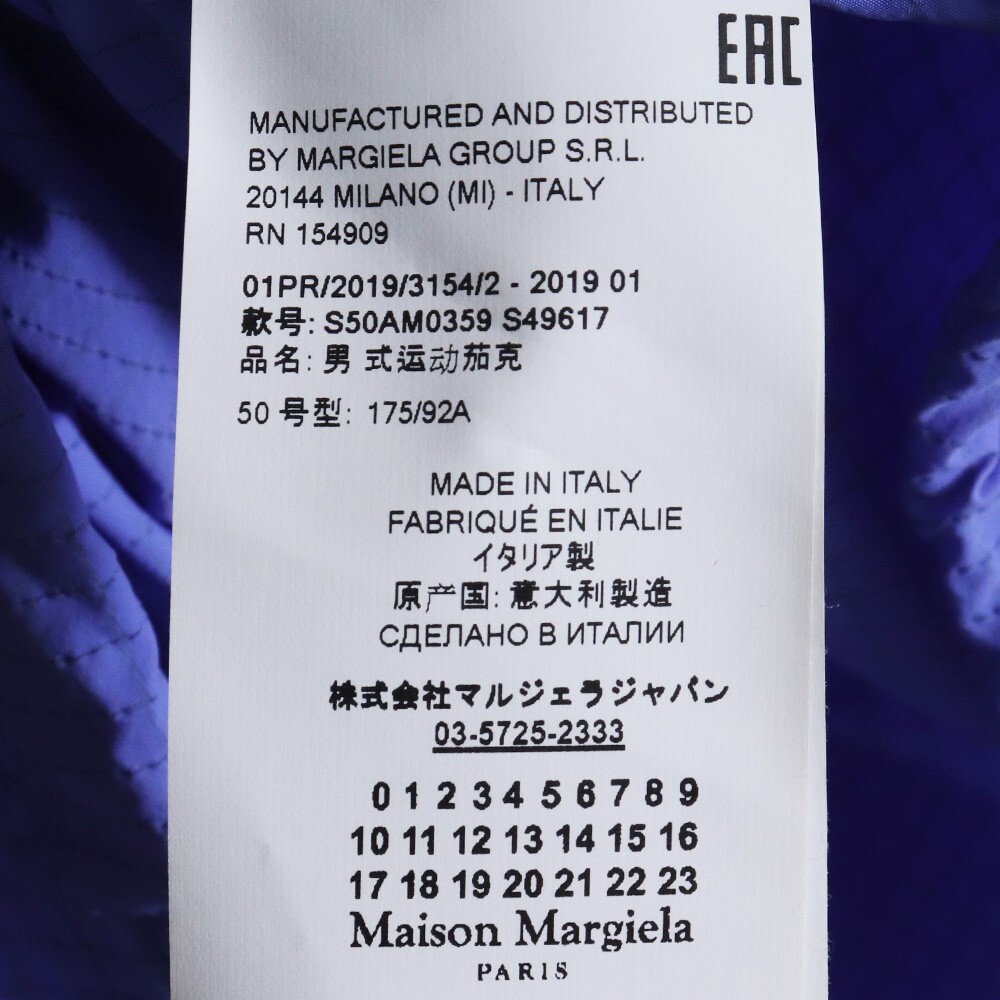 EAC
MANUFACTURED AND DISTRIBUTED
BY MARGIELA GROUP S.R.L.
20144 MILANO (MI) - ITALY
RN 154909
01PR/2019/3154/2 - 2019 01
款号: S50AM0359 S49617
品名: 男 式运动茄克
50 号型: 175/92A
MADE IN ITALY
FABRIQUÉ EN ITALIE
イタリア製
原产国: 意大利製造
СДЕЛАНО В ИТАЛИИ
株式会社マルジェラジャパン
03-5725-2333
0 1 2 3 4 5 6 7 8 9
10 11 12 13 14 15 16
17 18 19 20 21 22 23
Maison Margiela
PARIS